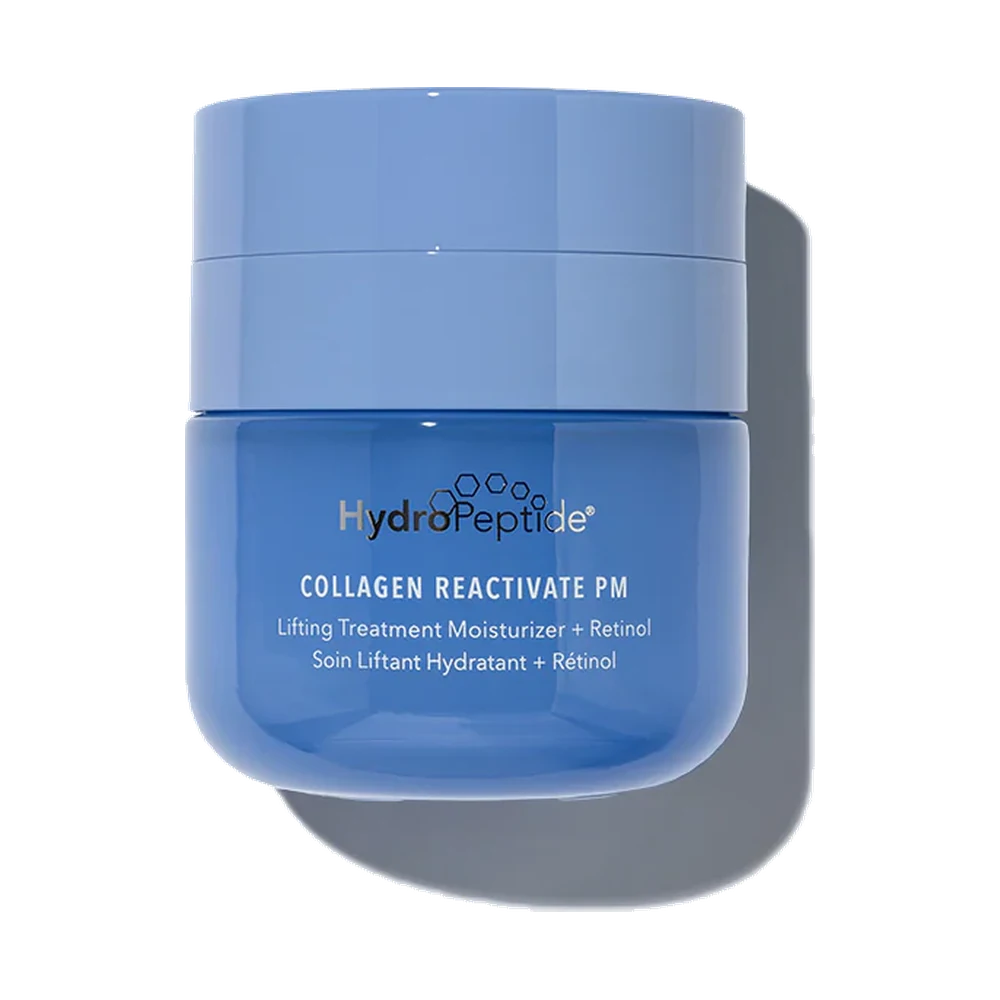 HydroPeptide®
COLLAGEN REACTIVATE PM
Lifting Treatment Moisturizer + Retinol
Soin Liftant Hydratant + Rétinol